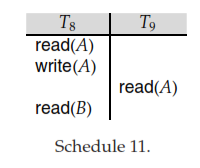 T8 T9
read(A)
write(A)
read(A)
read(B)
Schedule 11.